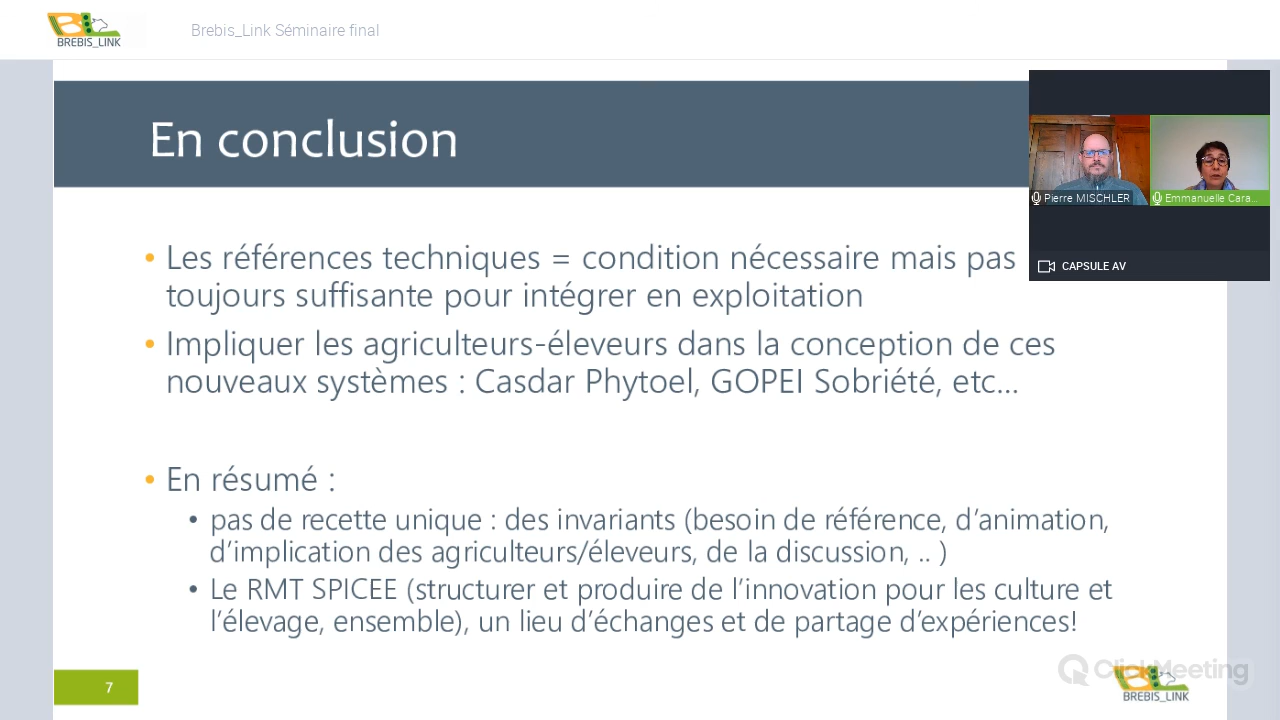 BREBIS_LINK
Brebis_Link Séminaire final
En conclusion
Pierre MISCHLER
Emmanuelle Cara...
CAPSULE AV
• Les références techniques = condition nécessaire mais pas
toujours suffisante pour intégrer en exploitation
• Impliquer les agriculteurs-éleveurs dans la conception de ces
nouveaux systèmes : Casdar Phytoel, GOPEI Sobriété, etc...
• En résumé :
• pas de recette unique : des invariants (besoin de référence, d'animation,
d'implication des agriculteurs/éleveurs, de la discussion, .. )
• Le RMT SPICEE (structurer et produire de l'innovation pour les culture et
l'élevage, ensemble), un lieu d'échanges et de partage d'expériences!
7
ClickMeeting
BREBIS_LINK